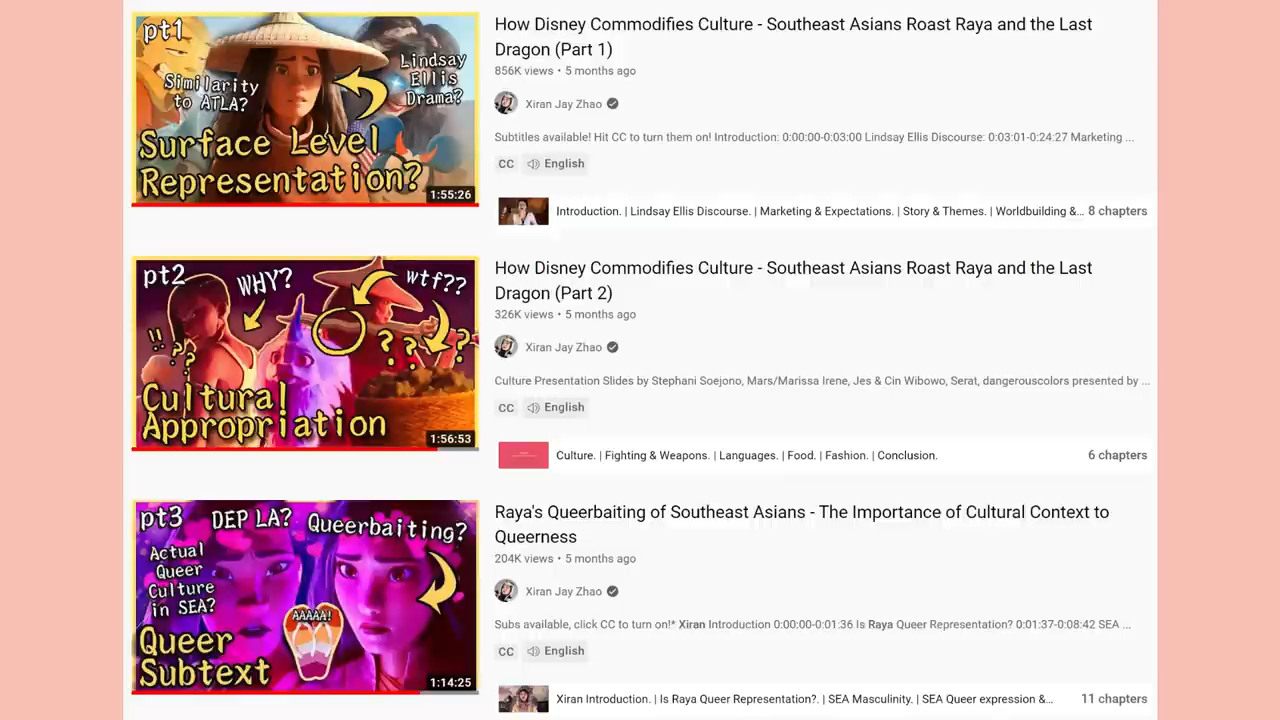 pt1
Similarity
to ATLA?
Lindsay
Ellis
Drama?
Surface Level
Representation?
1:55:26
How Disney Commodifies Culture - Southeast Asians Roast Raya and the Last
Dragon (Part 1)
856K views • 5 months ago
Xiran Jay Zhao
Subtitles available! Hit CC to turn them on! Introduction: 0:00:00-0:03:00 Lindsay Ellis Discourse: 0:03:01-0:24:27 Marketing ...
CC English
Introduction. | Lindsay Ellis Discourse. | Marketing & Expectations. | Story & Themes. | Worldbuilding &... 8 chapters
pt2
WHY?
wtf??
!!
??
? ? ?
Cultural
Appropriation
1:56:53
How Disney Commodifies Culture - Southeast Asians Roast Raya and the Last
Dragon (Part 2)
326K views • 5 months ago
Xiran Jay Zhao
Culture Presentation Slides by Stephani Soejono, Mars/Marissa Irene, Jes & Cin Wibowo, Serat, dangerouscolors presented by ...
CC English
Culture. | Fighting & Weapons. | Languages. | Food. | Fashion. | Conclusion. 6 chapters
pt3
DEP LA?
Queerbaiting?
Actual
Queer
Culture
in SEA?
AAAAA!
Queer
Subtext
1:14:25
Raya's Queerbaiting of Southeast Asians - The Importance of Cultural Context to
Queerness
204K views • 5 months ago
Xiran Jay Zhao
Subs available, click CC to turn on!* Xiran Introduction 0:00:00-0:01:36 Is Raya Queer Representation? 0:01:37-0:08:42 SEA ...
CC English
Xiran Introduction. | Is Raya Queer Representation?. | SEA Masculinity. | SEA Queer expression &... 11 chapters